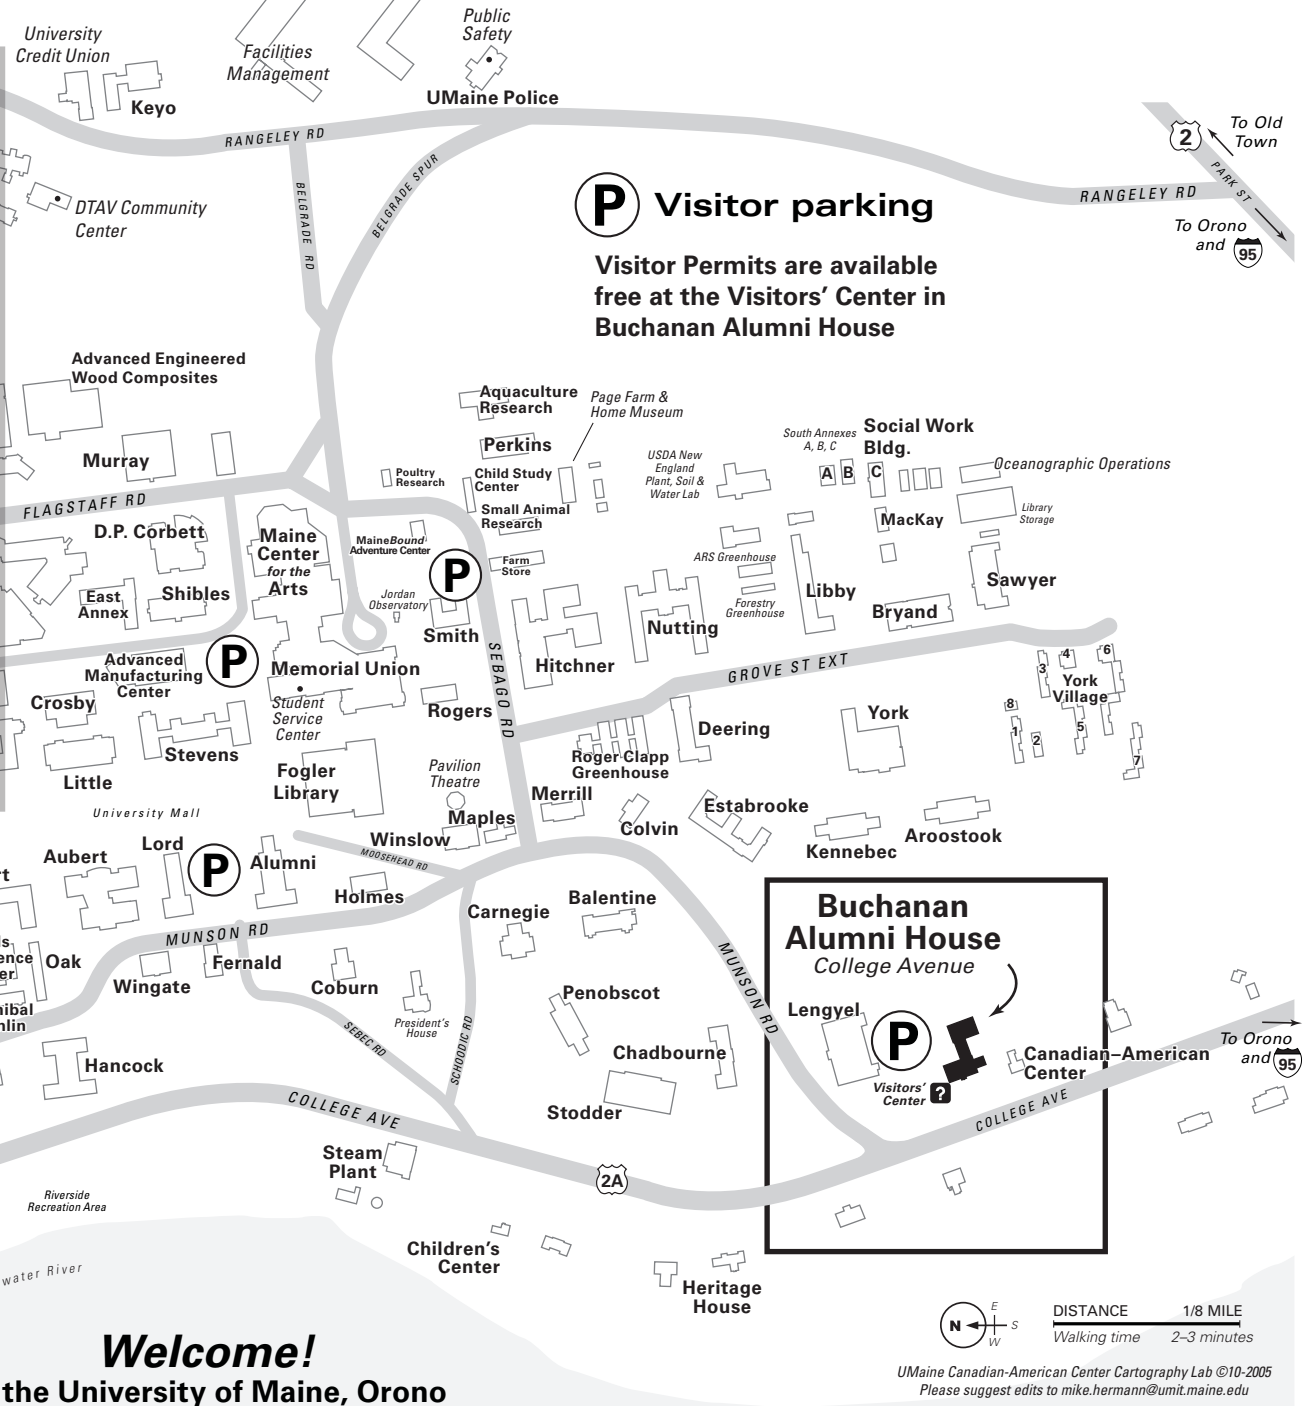 University
Credit Union
Keyo
Facilities
Management
Public
Safety
UMaine Police
RANGELEY RD
BELGRADE RD
BELGRADE SPUR
DTAV Community
Center
P Visitor parking
Visitor Permits are available
free at the Visitors’ Center in
Buchanan Alumni House
2
To Old
Town
PARK ST
RANGELEY RD
To Orono
and 95
Advanced Engineered
Wood Composites
Murray
FLAGSTAFF RD
D.P. Corbett
East
Annex
Shibles
Maine
Center
for the
Arts
Aquaculture
Research
Perkins
Page Farm &
Home Museum
Poultry
Research
Child Study
Center
Small Animal
Research
MaineBound
Adventure Center
P
Farm
Store
Jordan
Observatory
Smith
USDA New
England
Plant, Soil &
Water Lab
South Annexes
A, B, C
Social Work
Bldg.
A B C
Oceanographic Operations
MacKay
Library
Storage
ARS Greenhouse
Forestry
Greenhouse
Libby
Bryand
Sawyer
Nutting
Hitchner
SEBAGO RD
GROVE ST EXT
Advanced
Manufacturing
Center
P
Memorial Union
Student
Service
Center
Rogers
Crosby
Stevens
Little
Fogler
Library
Pavilion
Theatre
Roger Clapp
Greenhouse
Deering
York
York
Village
3
4
6
8
1
2
5
7
University Mall
Maples
Merrill
Colvin
Estabrooke
Kennebec
Aroostook
Winslow
MOOSEHEAD RD
Lord
P
Alumni
Aubert
Holmes
MUNSON RD
Carnegie
Balentine
Oak
Wingate
Fernald
Coburn
President’s
House
SEBEC RD
SCHOODIC RD
Penobscot
Chadbourne
Stodder
MUNSON RD
Buchanan
Alumni House
College Avenue
Lengyel
P
Visitors’
Center ?
Canadian–American
Center
COLLEGE AVE
To Orono
and 95
Hancock
COLLEGE AVE
Steam
Plant
2A
Riverside
Recreation Area
Children’s
Center
Heritage
House
water River
N E S W
DISTANCE 1/8 MILE
Walking time 2–3 minutes
UMaine Canadian-American Center Cartography Lab ©10-2005
Please suggest edits to mike.hermann@umit.maine.edu
Welcome!
the University of Maine, Orono